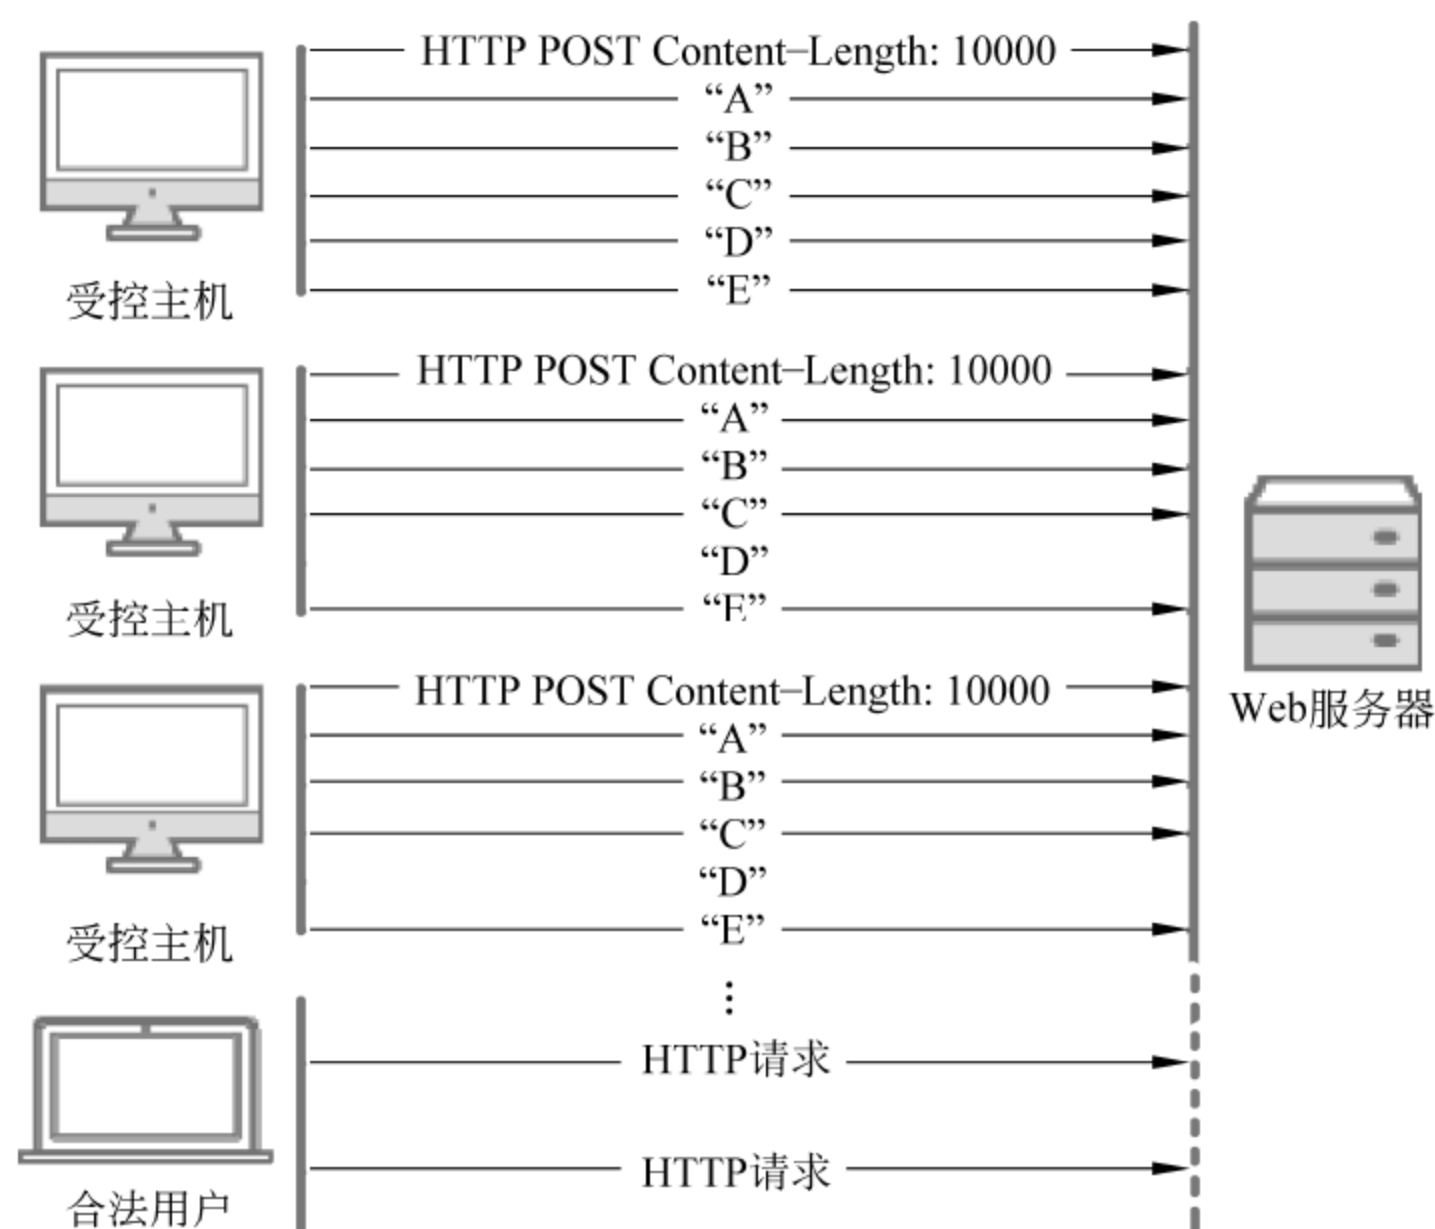 HTTP POST Content–Length: 10000
“A”
“B”
“C”
“D”
“E”
受控主机
HTTP POST Content–Length: 10000
“A”
“B”
“C”
“D”
“E”
受控主机
HTTP POST Content–Length: 10000
“A”
“B”
“C”
“D”
“E”
受控主机
Web服务器
⋮
HTTP请求
HTTP请求
合法用户